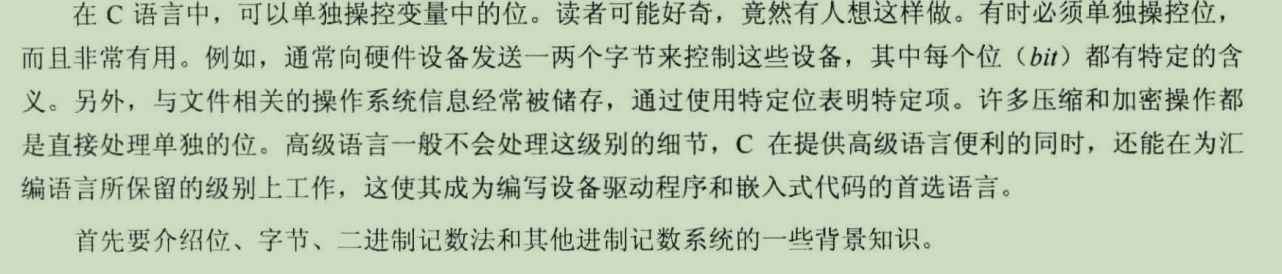 在 C 语言中，可以单独操控变量中的位。读者可能好奇，竟然有人想这样做。有时必须单独操控位，
而且非常有用。例如，通常向硬件设备发送一两个字节来控制这些设备，其中每个位（bit）都有特定的含
义。另外，与文件相关的操作系统信息经常被储存，通过使用特定位表明特定项。许多压缩和加密操作都
是直接处理单独的位。高级语言一般不会处理这级别的细节，C 在提供高级语言便利的同时，还能在为汇
编语言所保留的级别上工作，这使其成为编写设备驱动程序和嵌入式代码的首选语言。
首先要介绍位、字节、二进制记数法和其他进制记数系统的一些背景知识。